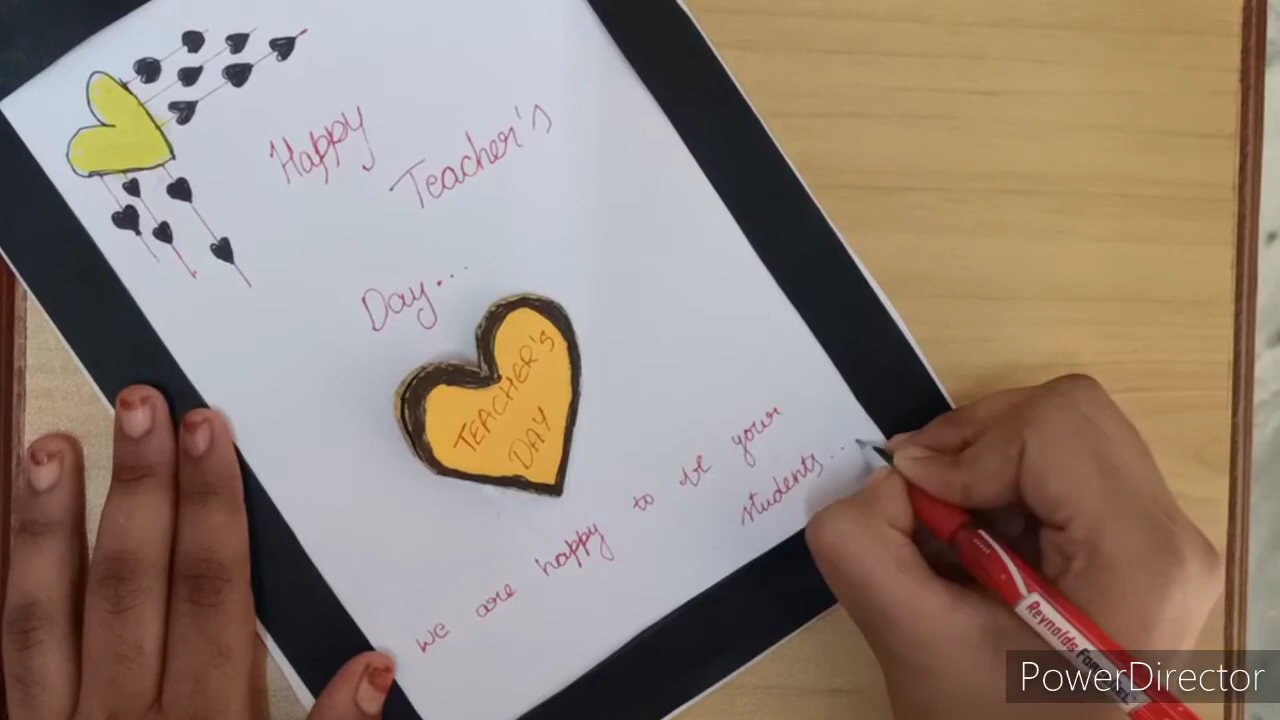 Happy
Teacher's
Day...
TEACHER'S
DAY
we are happy to be your
students...
Reynolds
PowerDirector